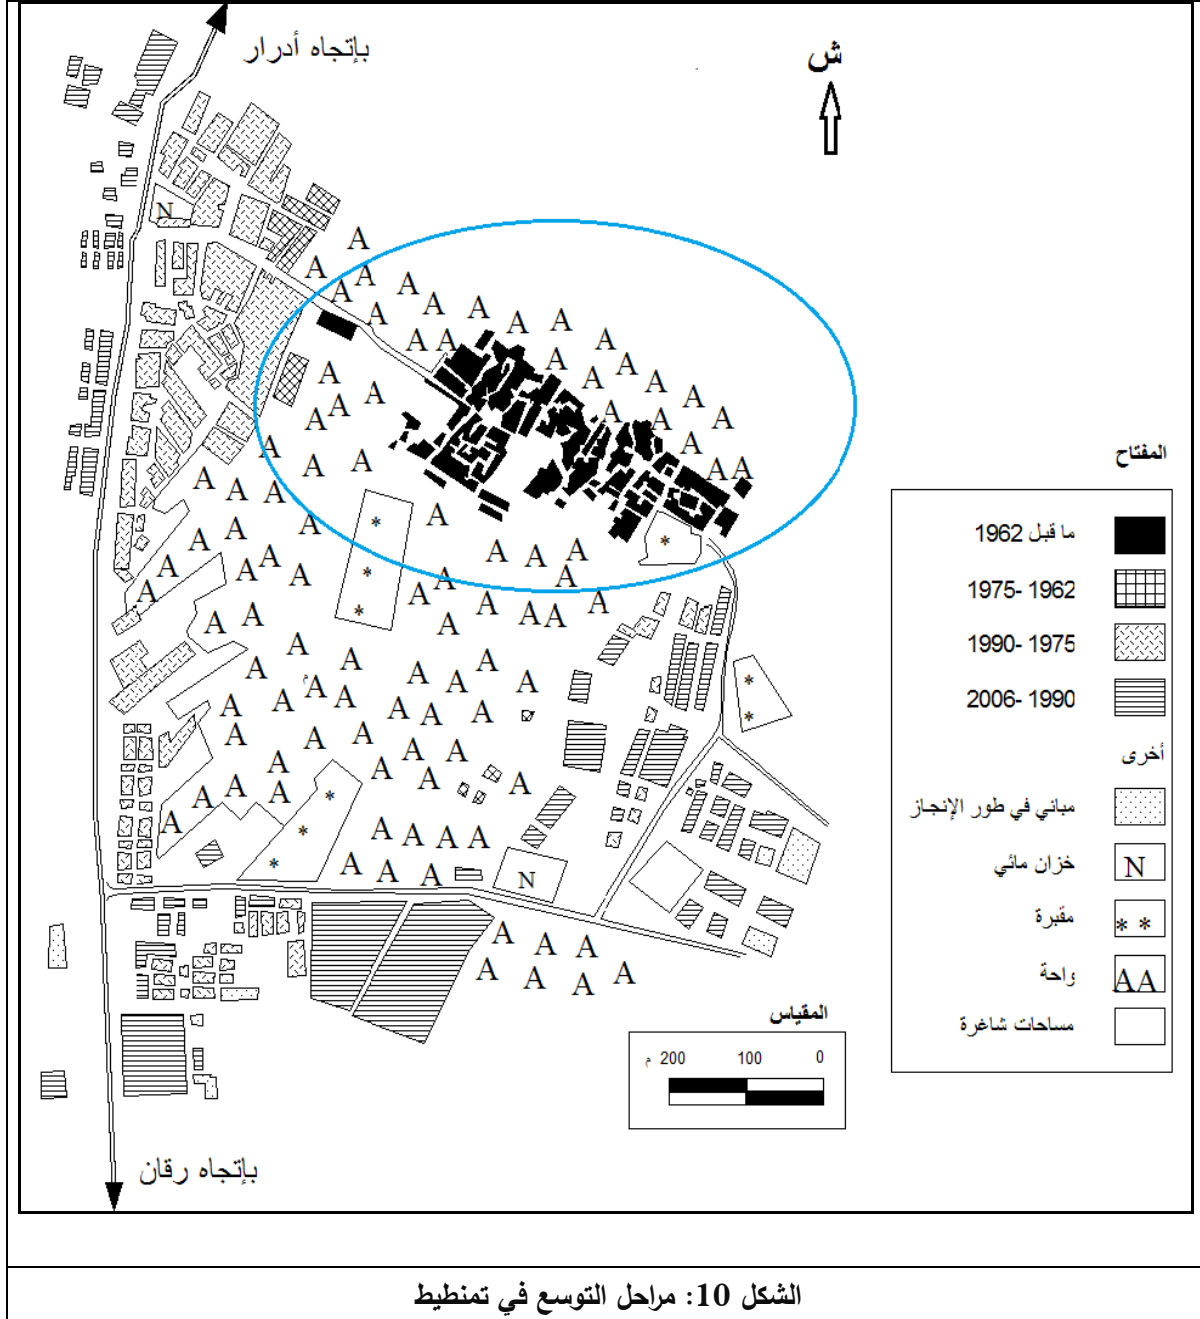 بإتجاه أدرار
ش
N
المفتاح
ما قبل 1962
1962 -1975
1975 -1990
1990 -2006
أخرى
مباني في طور الإنجاز
N
خزان مائي
* *
مقبرة
AA
واحة
مساحات شاغرة
N
المقياس
0 100 200 م
بإتجاه رقان
الشكل 10: مراحل التوسع في تمنطيط